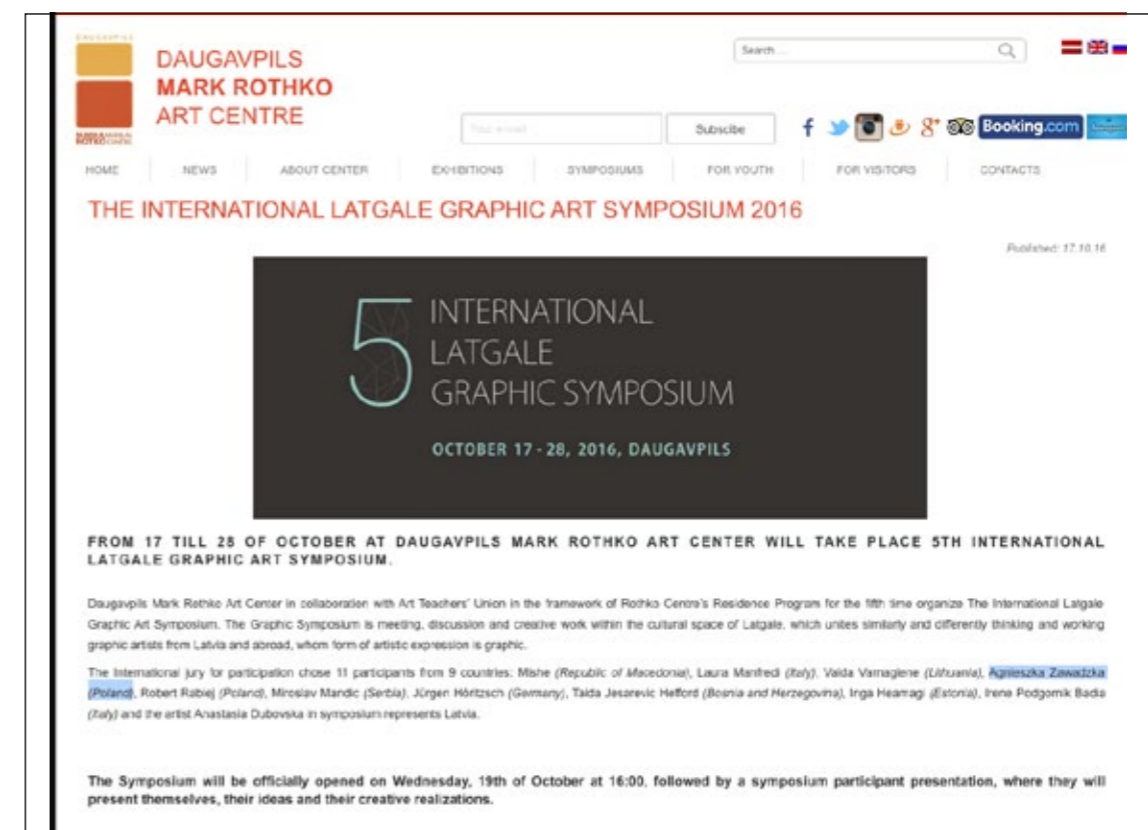 DAUGAVPILS
MARK ROTHKO
ART CENTRE
Search ...
Your e-mail
Subscibe
Booking.com
HOME
NEWS
ABOUT CENTER
EXHIBITIONS
SYMPOSIUMS
FOR YOUTH
FOR VISITORS
CONTACTS
THE INTERNATIONAL LATGALE GRAPHIC ART SYMPOSIUM 2016
Published: 17.10.16
5 INTERNATIONAL
LATGALE
GRAPHIC SYMPOSIUM
OCTOBER 17 - 28, 2016, DAUGAVPILS
FROM 17 TILL 28 OF OCTOBER AT DAUGAVPILS MARK ROTHKO ART CENTER WILL TAKE PLACE 5TH INTERNATIONAL
LATGALE GRAPHIC ART SYMPOSIUM.
Daugavpils Mark Rothko Art Center in collaboration with Art Teachers' Union in the framework of Rothko Centre's Residence Program for the fifth time organize The International Latgale
Graphic Art Symposium. The Graphic Symposium is meeting, discussion and creative work within the cultural space of Latgale, which unites similarly and differently thinking and working
graphic artists from Latvia and abroad, whom form of artistic expression is graphic.
The International jury for participation chose 11 participants from 9 countries: Mishe (Republic of Macedonia), Laura Manfredi (Italy), Vaida Varnagiene (Lithuania), Agnieszka Zawadzka
(Poland), Robert Rabiej (Poland), Miroslav Mandic (Serbia), Jürgen Höritzsch (Germany), Taida Jesarevic Hefford (Bosnia and Herzegovina), Inga Heamagi (Estonia), Irene Podgornik Badia
(Italy) and the artist Anastasia Dubovska in symposium represents Latvia.
The Symposium will be officially opened on Wednesday, 19th of October at 16:00, followed by a symposium participant presentation, where they will
present themselves, their ideas and their creative realizations.